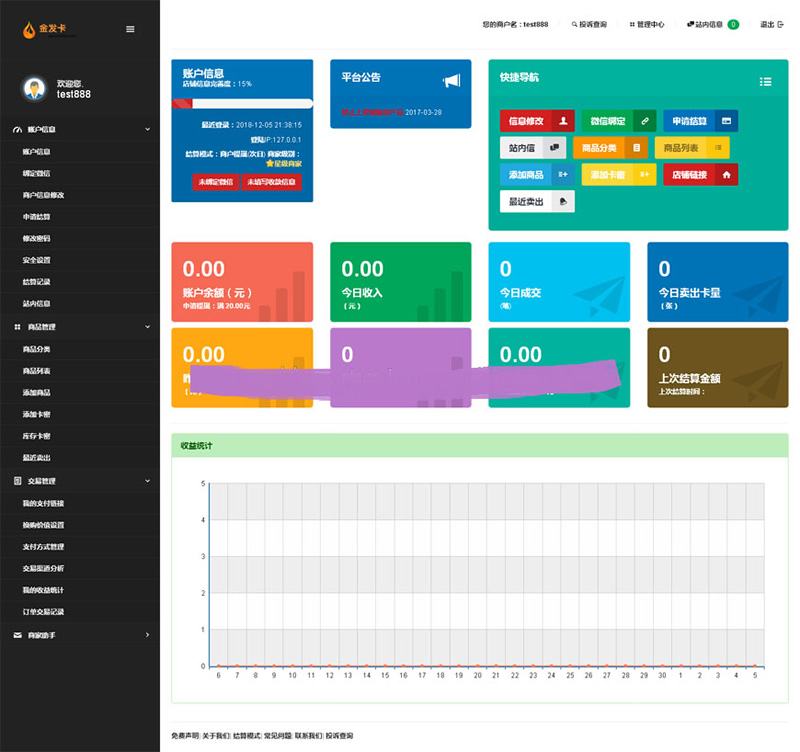 金发卡
您的商户名：test888
投诉查询
管理中心
站内信息 0
退出
欢迎您,
test888
账户信息
账户信息
绑定微信
商户信息修改
申请结算
修改密码
安全设置
结算记录
站内信息
商品管理
商品分类
商品列表
添加商品
添加卡密
库存卡密
最近卖出
交易管理
我的支付链接
换购价值设置
支付方式管理
交易渠道分析
我的收益统计
订单交易记录
商家助手
账户信息
店铺信息完善度：15%
最近登录：2018-12-05 21:38:15
登陆IP:127.0.0.1
结算模式：商户提现(次日) 商家级别：
星级商家
未绑定微信
未填写收款信息
平台公告
2017-03-28
快捷导航
信息修改
微信绑定
申请结算
站内信
商品分类
商品列表
添加商品
添加卡密
店铺链接
最近卖出
0.00
账户余额（元）
申请提现：满 20.00元
0.00
今日收入
（元）
0
今日成交
(笔)
0
今日卖出卡量
（张）
0.00
0
0.00
0
上次结算金额
上次结算时间：
收益统计
5
4
3
2
1
0
6 7 8 9 10 11 12 13 14 15 16 17 18 19 20 21 22 23 24 25 26 27 28 29 30 1 2 3 4 5
免费声明| 关于我们| 结算模式| 常见问题| 联系我们| 投诉查询